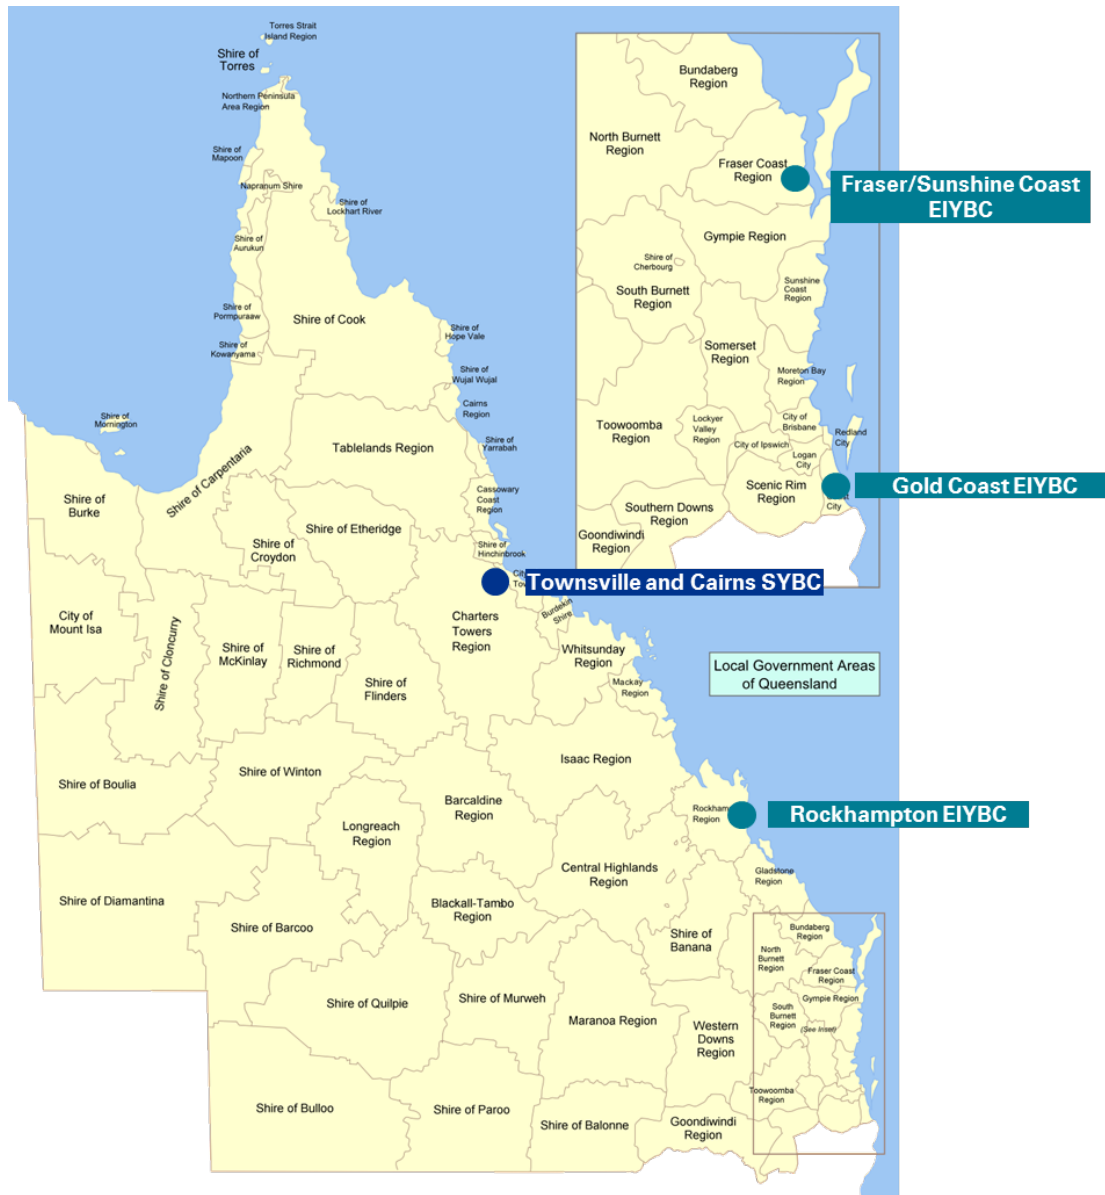 Torres Strait
Island Region
Shire of
Torres
Northern Peninsula
Area Region
Shire of
Mapoon
Napranum Shire
Shire of
Lockhart River
Shire of
Aurukun
Shire of
Pormpuraaw
Shire of Cook
Shire of
Hope Vale
Shire of
Kowanyama
Shire of
Wujal Wujal
Cairns
Region
Shire of
Mornington
Tablelands Region
Shire of
Yarrabah
Shire of Carpentaria
Shire of
Burke
Cassowary
Coast
Region
Shire of Etheridge
Shire of
Croydon
Shire of
Hinchinbrook
Townsville and Cairns SYBC
Burdekin
Shire
City of
Mount Isa
Shire of Cloncurry
Shire of
McKinlay
Shire of
Richmond
Charters
Towers
Region
Shire of
Flinders
Whitsunday
Region
Mackay
Region
Local Government Areas
of Queensland
Isaac Region
Shire of Boulia
Shire of Winton
Barcaldine
Region
Longreach
Region
Region
Rockhampton EIYBC
Central Highlands
Region
Gladstone
Region
Shire of Diamantina
Shire of Barcoo
Blackall-Tambo
Region
Shire of
Banana
Bundaberg
Region
North
Burnett
Region
Fraser Coast
Region
Shire of Quilpie
Shire of Murweh
Maranoa Region
Western
Downs
Region
Gympie Region
South
Burnett
Region
(See Inset)
Toowoomba
Region
Shire of Bulloo
Shire of Paroo
Shire of Balonne
Goondiwindi
Region
Bundaberg
Region
North Burnett
Region
Fraser Coast
Region
Fraser/Sunshine Coast
EIYBC
Gympie Region
Shire of
Cherbourg
South Burnett
Region
Sunshine
Coast
Region
Somerset
Region
Moreton Bay
Region
Toowoomba
Region
Lockyer
Valley
Region
City of
Brisbane
Redland
City
City of Ipswich
Logan
City
Scenic Rim
Region
City
Gold Coast EIYBC
Southern Downs
Region
Goondiwindi
Region